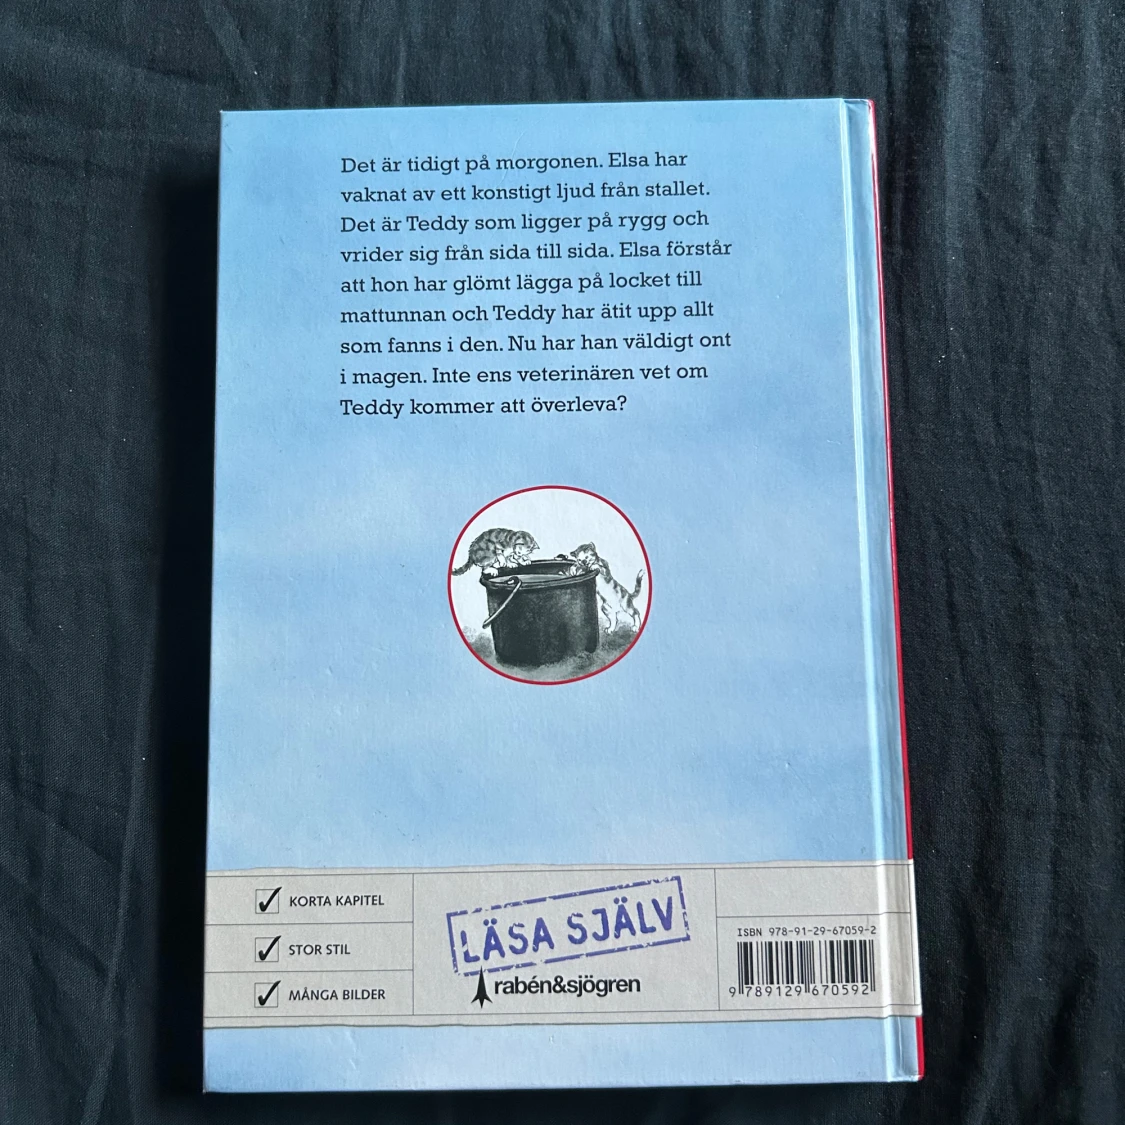 Det är tidigt på morgonen. Elsa har
vaknat av ett konstigt ljud från stallet.
Det är Teddy som ligger på rygg och
vrider sig från sida till sida. Elsa förstår
att hon har glömt lägga på locket till
mattunnan och Teddy har ätit upp allt
som fanns i den. Nu har han väldigt ont
i magen. Inte ens veterinären vet om
Teddy kommer att överleva?
KORTA KAPITEL
STOR STIL
MÅNGA BILDER
LÄSA SJÄLV
rabén&sjögren
ISBN 978-91-29-67059-2
9 789129 670592